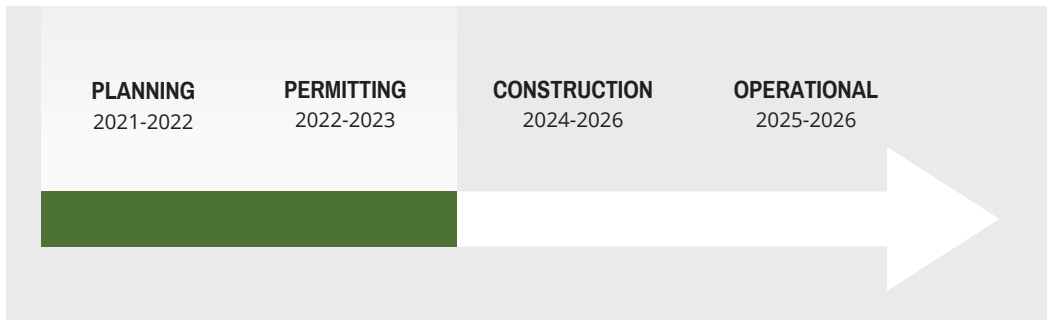 PLANNING
2021-2022
PERMITTING
2022-2023
CONSTRUCTION
2024-2026
OPERATIONAL
2025-2026